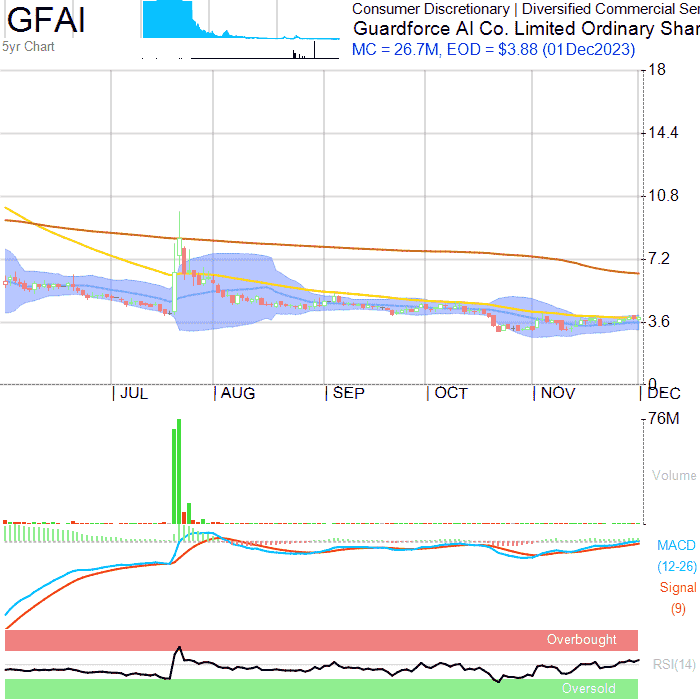 GFAI
5yr Chart
Consumer Discretionary | Diversified Commercial Ser
Guardforce AI Co. Limited Ordinary Shar
MC = 26.7M, EOD = $3.88 (01Dec2023)
18
14.4
10.8
7.2
3.6
0
JUL AUG SEP OCT NOV DEC
76M
Volume
MACD
(12-26)
Signal
(9)
Overbought
RSI(14)
Oversold